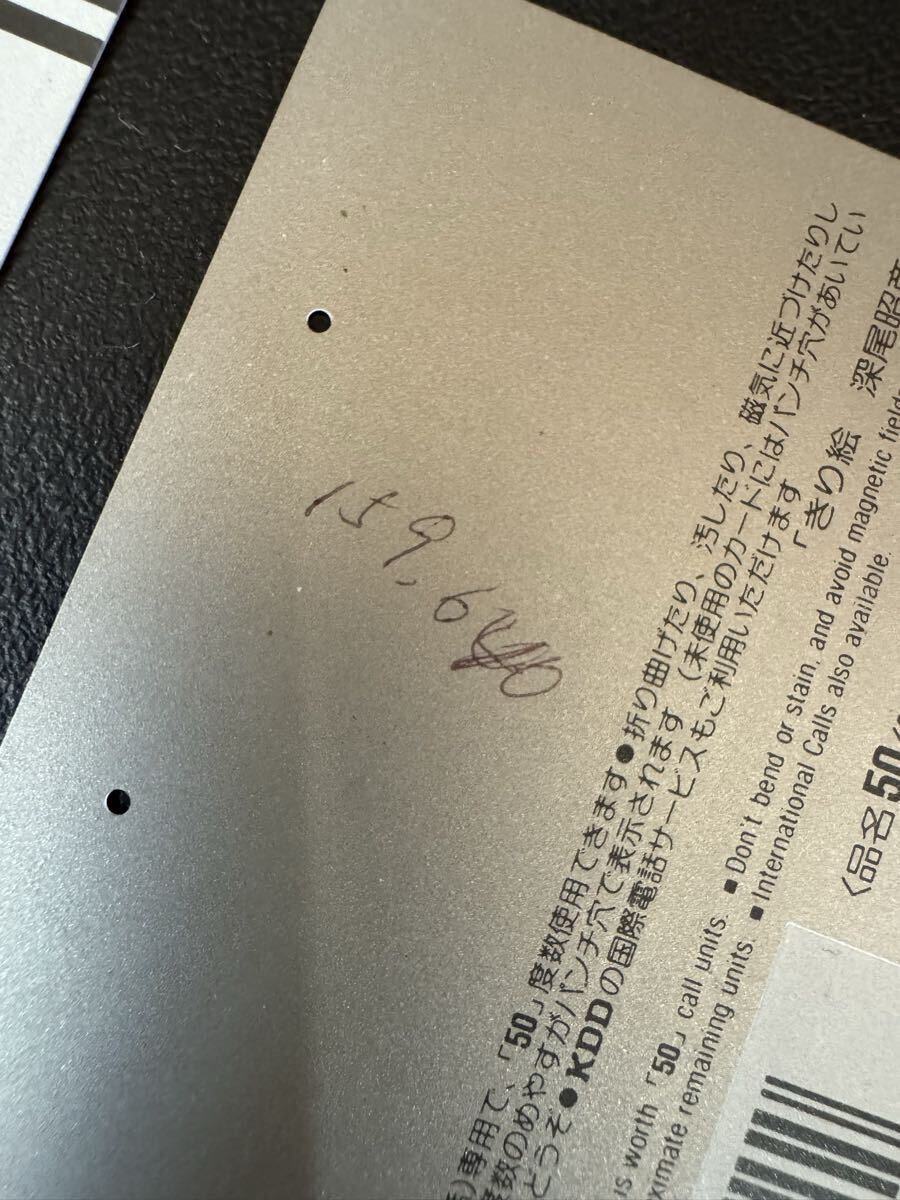 159.6
専用で、「50」度数使用できます●折り曲げたり、汚したり、磁気に近づけたりし
度数のめやすがパンチ穴で表示されます（未使用のカードにはパンチ穴があいてい
どうぞ●KDDの国際電話サービスもご利用いただけます
「きり絵 深尾昭
is worth「50」call units. ■Don't bend or stain, and avoid magnetic field
ximate remaining units. ■International Calls also available.
〈品名 50